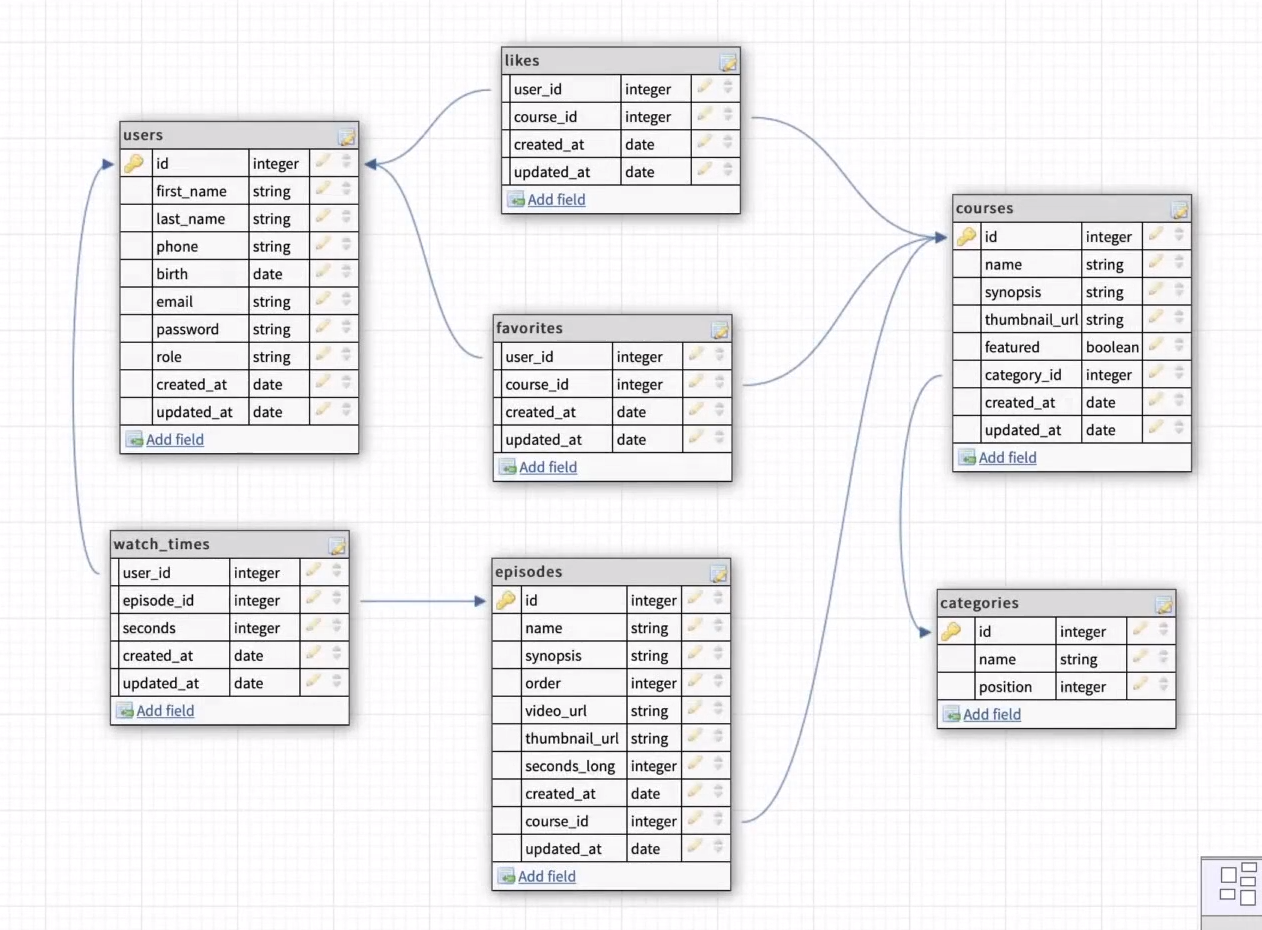 likes
user_id integer
course_id integer
created_at date
updated_at date
Add field
users
id integer
first_name string
last_name string
phone string
birth date
email string
password string
role string
created_at date
updated_at date
Add field
courses
id integer
name string
synopsis string
thumbnail_url string
featured boolean
category_id integer
created_at date
updated_at date
Add field
favorites
user_id integer
course_id integer
created_at date
updated_at date
Add field
watch_times
user_id integer
episode_id integer
seconds integer
created_at date
updated_at date
Add field
episodes
id integer
name string
synopsis string
order integer
video_url string
thumbnail_url string
seconds_long integer
created_at date
course_id integer
updated_at date
Add field
categories
id integer
name string
position integer
Add field